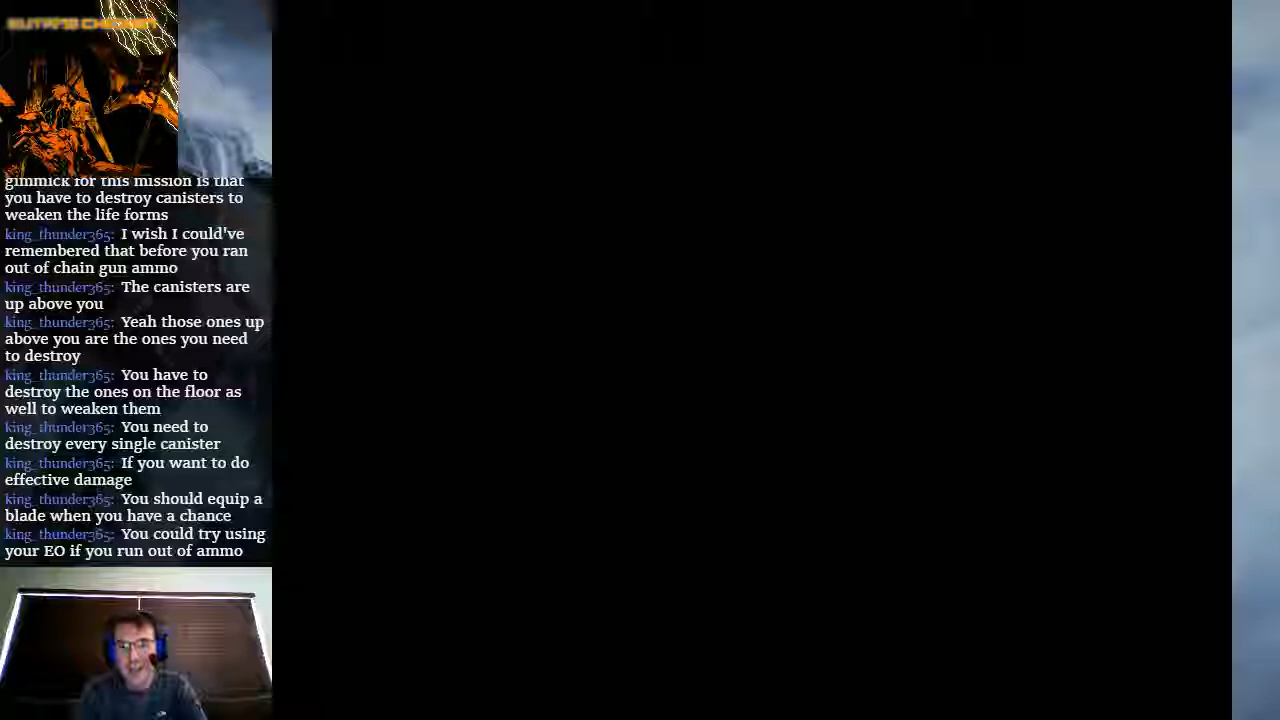 gimmick for this mission is that
you have to destroy canisters to
weaken the life forms
king_thunder365: I wish I could've
remembered that before you ran
out of chain gun ammo
king_thunder365: The canisters are
up above you
king_thunder365: Yeah those ones up
above you are the ones you need
to destroy
king_thunder365: You have to
destroy the ones on the floor as
well to weaken them
king_thunder365: You need to
destroy every single canister
king_thunder365: If you want to do
effective damage
king_thunder365: You should equip a
blade when you have a chance
king_thunder365: You could try using
your EO if you run out of ammo